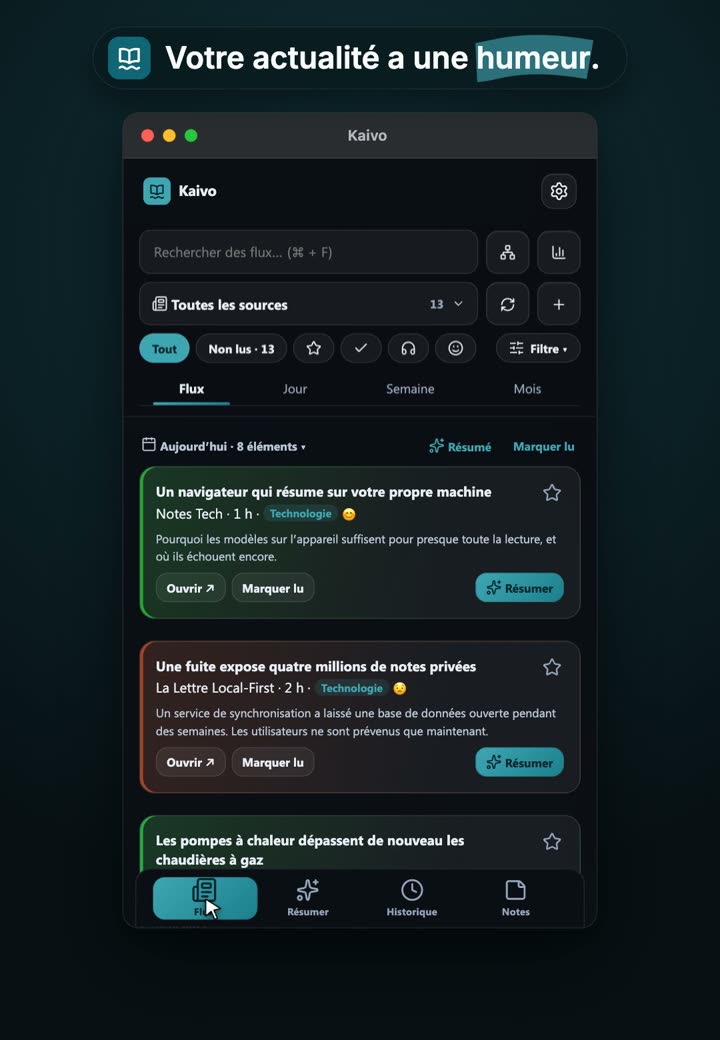 Votre actualité a une humeur.
Kaivo
Kaivo
Rechercher des flux... (⌘ + F)
Toutes les sources 13
Tout Non lus · 13 Filtre ▾
Flux Jour Semaine Mois
Aujourd'hui · 8 éléments ▾ Résumé Marquer lu
Un navigateur qui résume sur votre propre machine
Notes Tech · 1 h · Technologie 😊
Pourquoi les modèles sur l'appareil suffisent pour presque toute la lecture, et
où ils échouent encore.
Ouvrir ↗ Marquer lu Résumer
Une fuite expose quatre millions de notes privées
La Lettre Local-First · 2 h · Technologie 😟
Un service de synchronisation a laissé une base de données ouverte pendant
des semaines. Les utilisateurs ne sont prévenus que maintenant.
Ouvrir ↗ Marquer lu Résumer
Les pompes à chaleur dépassent de nouveau les
chaudières à gaz
Résumer Historique Notes